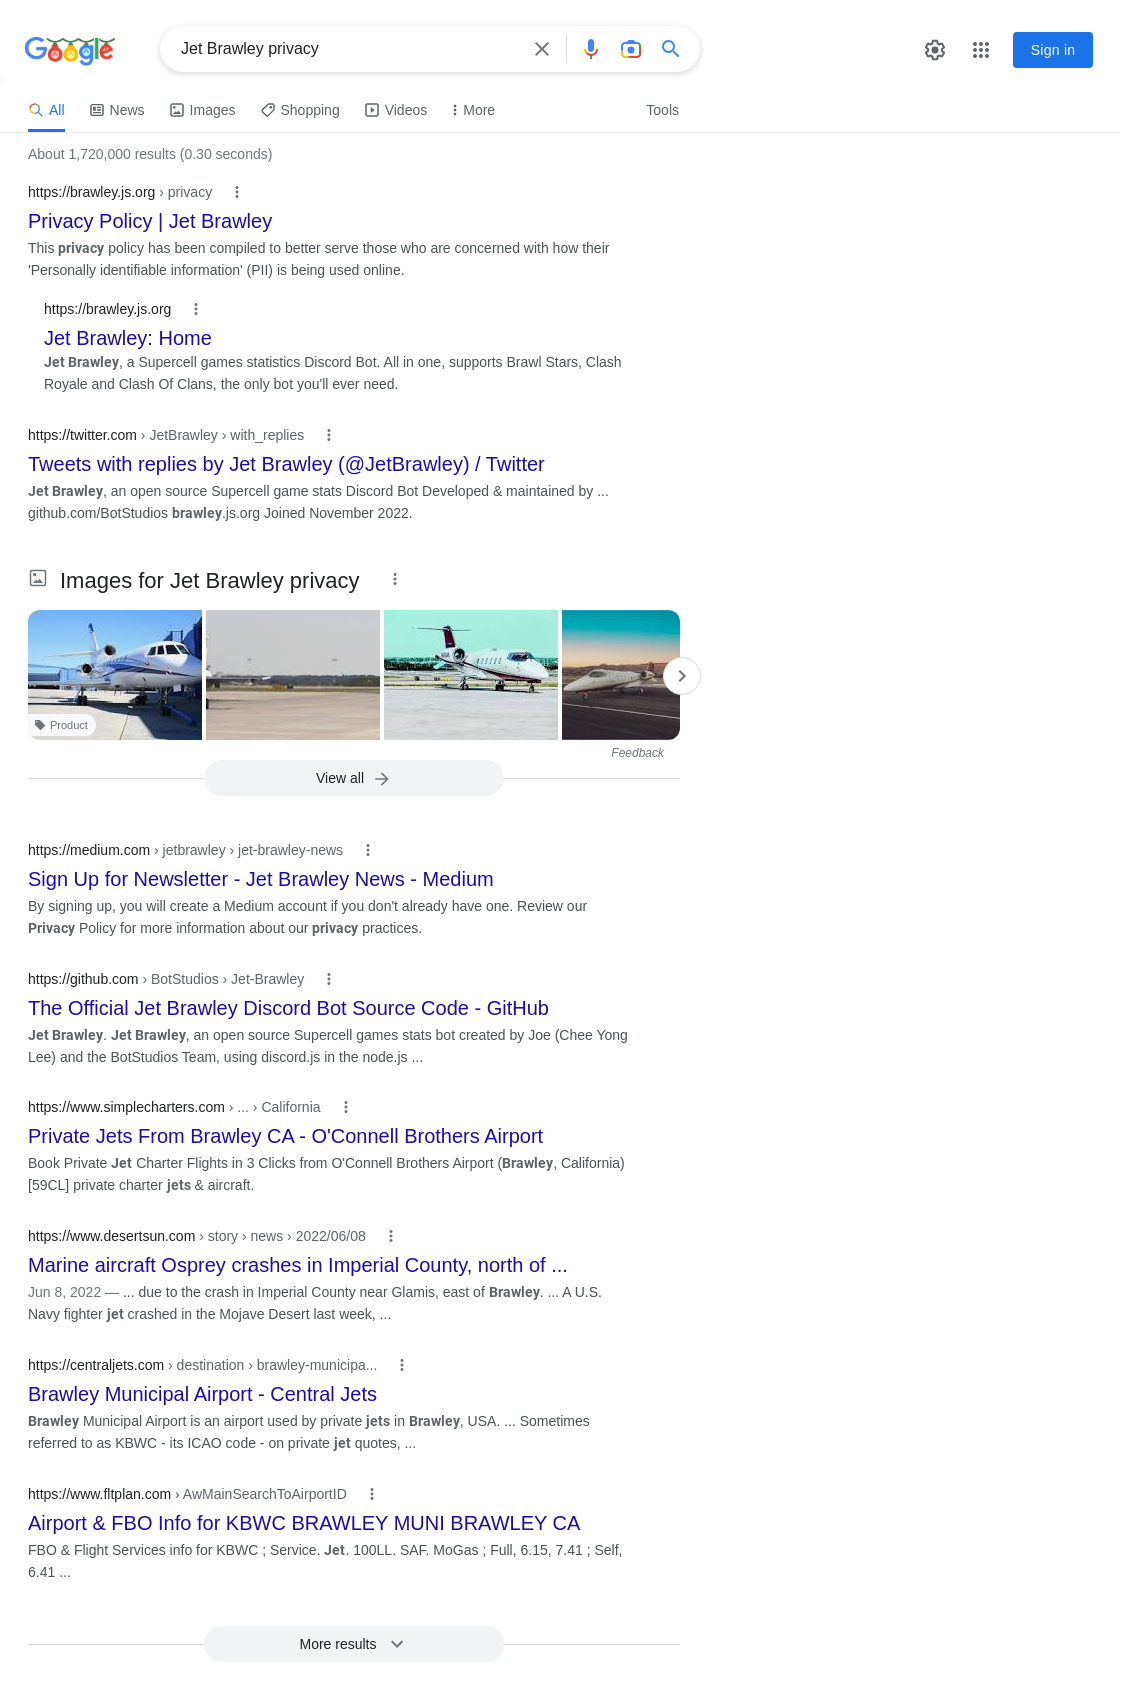 Google
Jet Brawley privacy
Sign in
All News Images Shopping Videos More Tools
About 1,720,000 results (0.30 seconds)
https://brawley.js.org › privacy
Privacy Policy | Jet Brawley
This privacy policy has been compiled to better serve those who are concerned with how their
'Personally identifiable information' (PII) is being used online.
https://brawley.js.org
Jet Brawley: Home
Jet Brawley, a Supercell games statistics Discord Bot. All in one, supports Brawl Stars, Clash
Royale and Clash Of Clans, the only bot you'll ever need.
https://twitter.com › JetBrawley › with_replies
Tweets with replies by Jet Brawley (@JetBrawley) / Twitter
Jet Brawley, an open source Supercell game stats Discord Bot Developed & maintained by ...
github.com/BotStudios brawley.js.org Joined November 2022.
Images for Jet Brawley privacy
Product
Feedback
View all
https://medium.com › jetbrawley › jet-brawley-news
Sign Up for Newsletter - Jet Brawley News - Medium
By signing up, you will create a Medium account if you don't already have one. Review our
Privacy Policy for more information about our privacy practices.
https://github.com › BotStudios › Jet-Brawley
The Official Jet Brawley Discord Bot Source Code - GitHub
Jet Brawley. Jet Brawley, an open source Supercell games stats bot created by Joe (Chee Yong
Lee) and the BotStudios Team, using discord.js in the node.js ...
https://www.simplecharters.com › ... › California
Private Jets From Brawley CA - O'Connell Brothers Airport
Book Private Jet Charter Flights in 3 Clicks from O'Connell Brothers Airport (Brawley, California)
[59CL] private charter jets & aircraft.
https://www.desertsun.com › story › news › 2022/06/08
Marine aircraft Osprey crashes in Imperial County, north of ...
Jun 8, 2022 — ... due to the crash in Imperial County near Glamis, east of Brawley. ... A U.S.
Navy fighter jet crashed in the Mojave Desert last week, ...
https://centraljets.com › destination › brawley-municipa...
Brawley Municipal Airport - Central Jets
Brawley Municipal Airport is an airport used by private jets in Brawley, USA. ... Sometimes
referred to as KBWC - its ICAO code - on private jet quotes, ...
https://www.fltplan.com › AwMainSearchToAirportID
Airport & FBO Info for KBWC BRAWLEY MUNI BRAWLEY CA
FBO & Flight Services info for KBWC ; Service. Jet. 100LL. SAF. MoGas ; Full, 6.15, 7.41 ; Self,
6.41 ...
More results